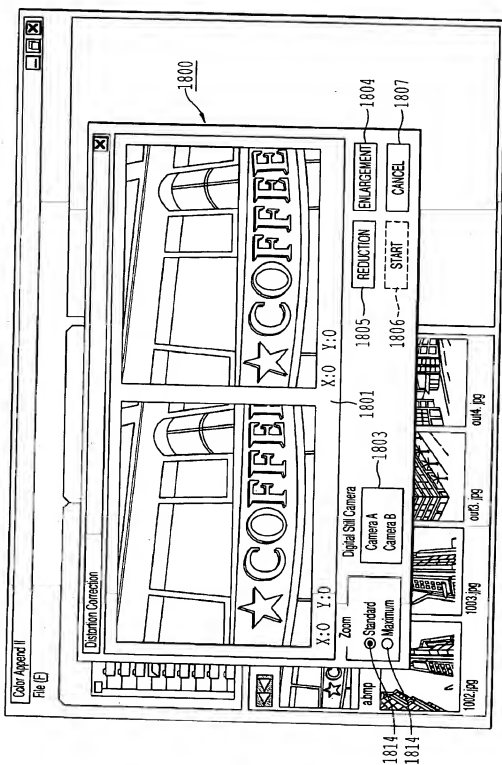 Color Append II
File (F)
Distortion Correction
1800
☆COFFEE
☆COFFEE
X:0 Y:0
X:0 Y:0
1801
Zoom
Standard
Maximum
Digital Still Camera
1803
Camera A
Camera B
REDUCTION
ENLARGEMENT
START
CANCEL
1805
1804
1806
1807
1814
1814
a.bmp
1002.jpg
1003.jpg
out3.jpg
out4.jpg